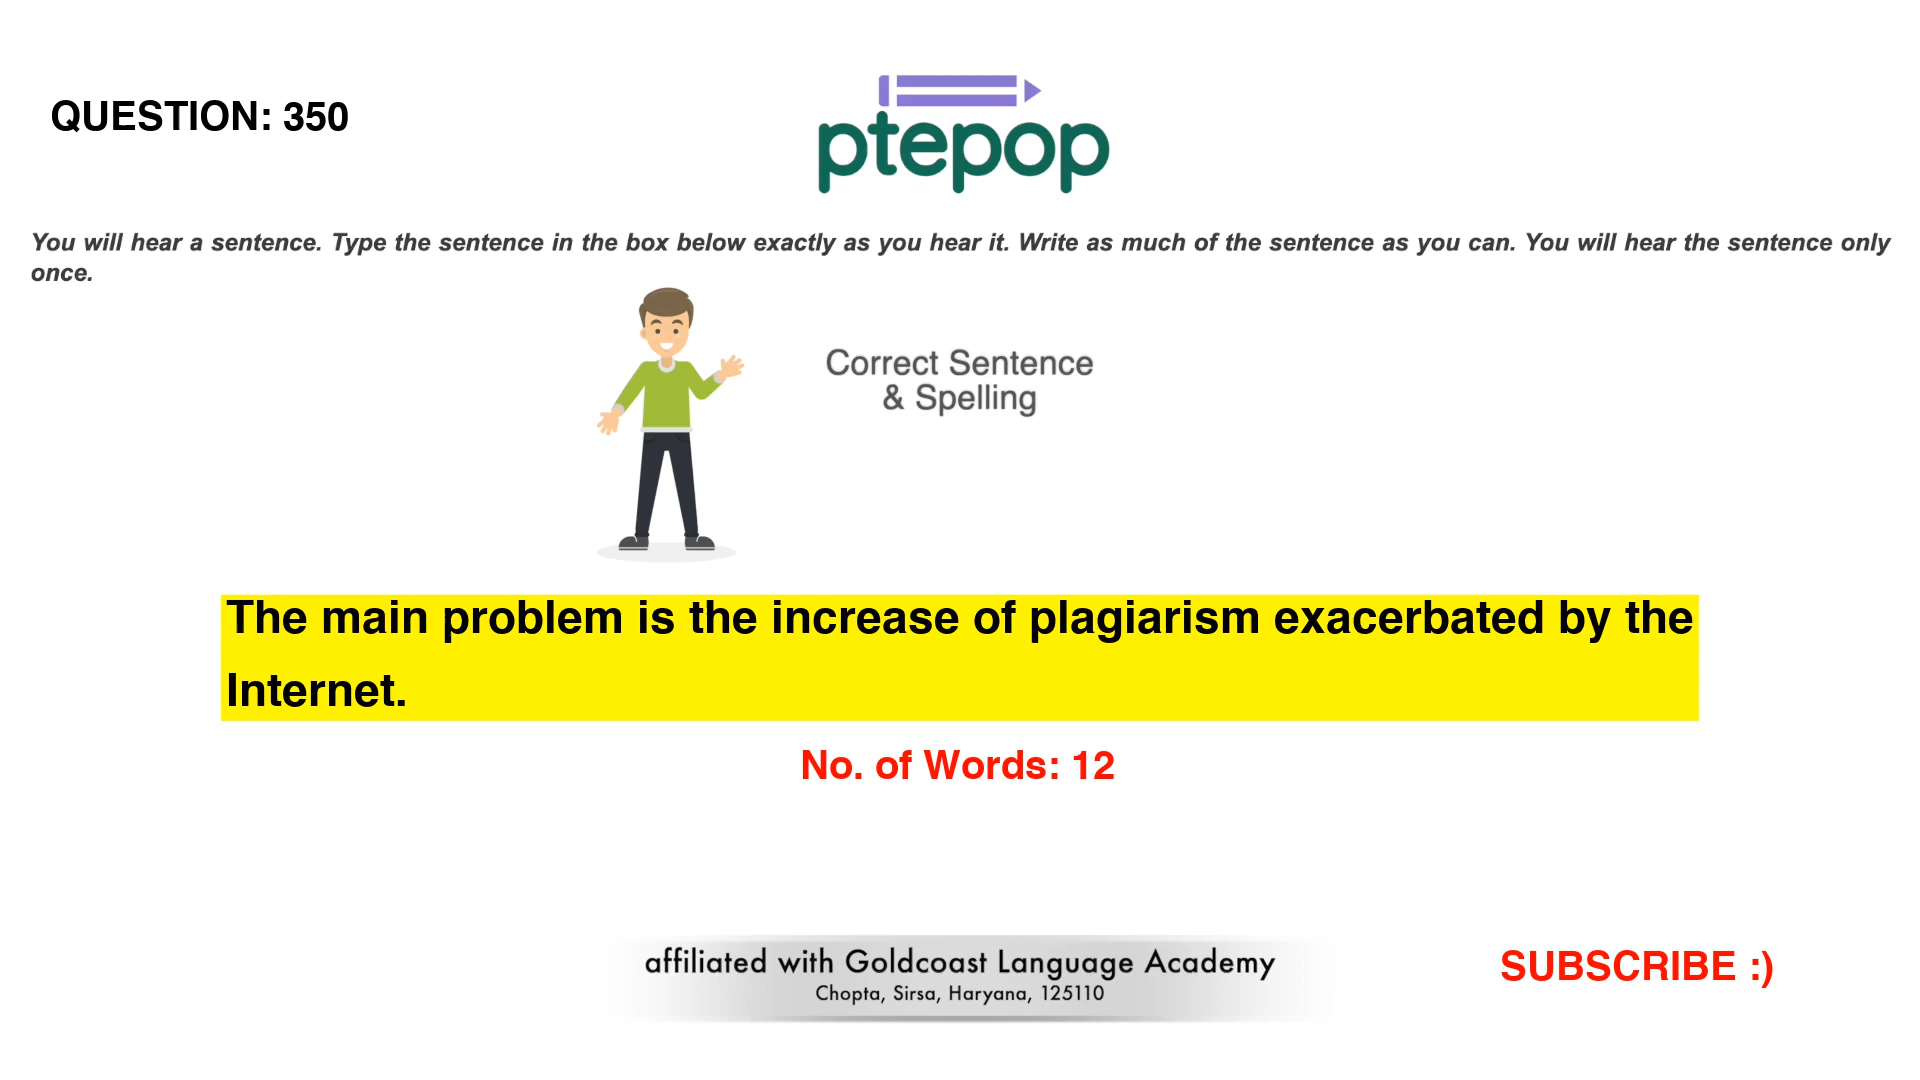 QUESTION: 350
ptepop
You will hear a sentence. Type the sentence in the box below exactly as you hear it. Write as much of the sentence as you can. You will hear the sentence only
once.
Correct Sentence
& Spelling
The main problem is the increase of plagiarism exacerbated by the
Internet.
No. of Words: 12
affiliated with Goldcoast Language Academy
Chopta, Sirsa, Haryana, 125110
SUBSCRIBE :)